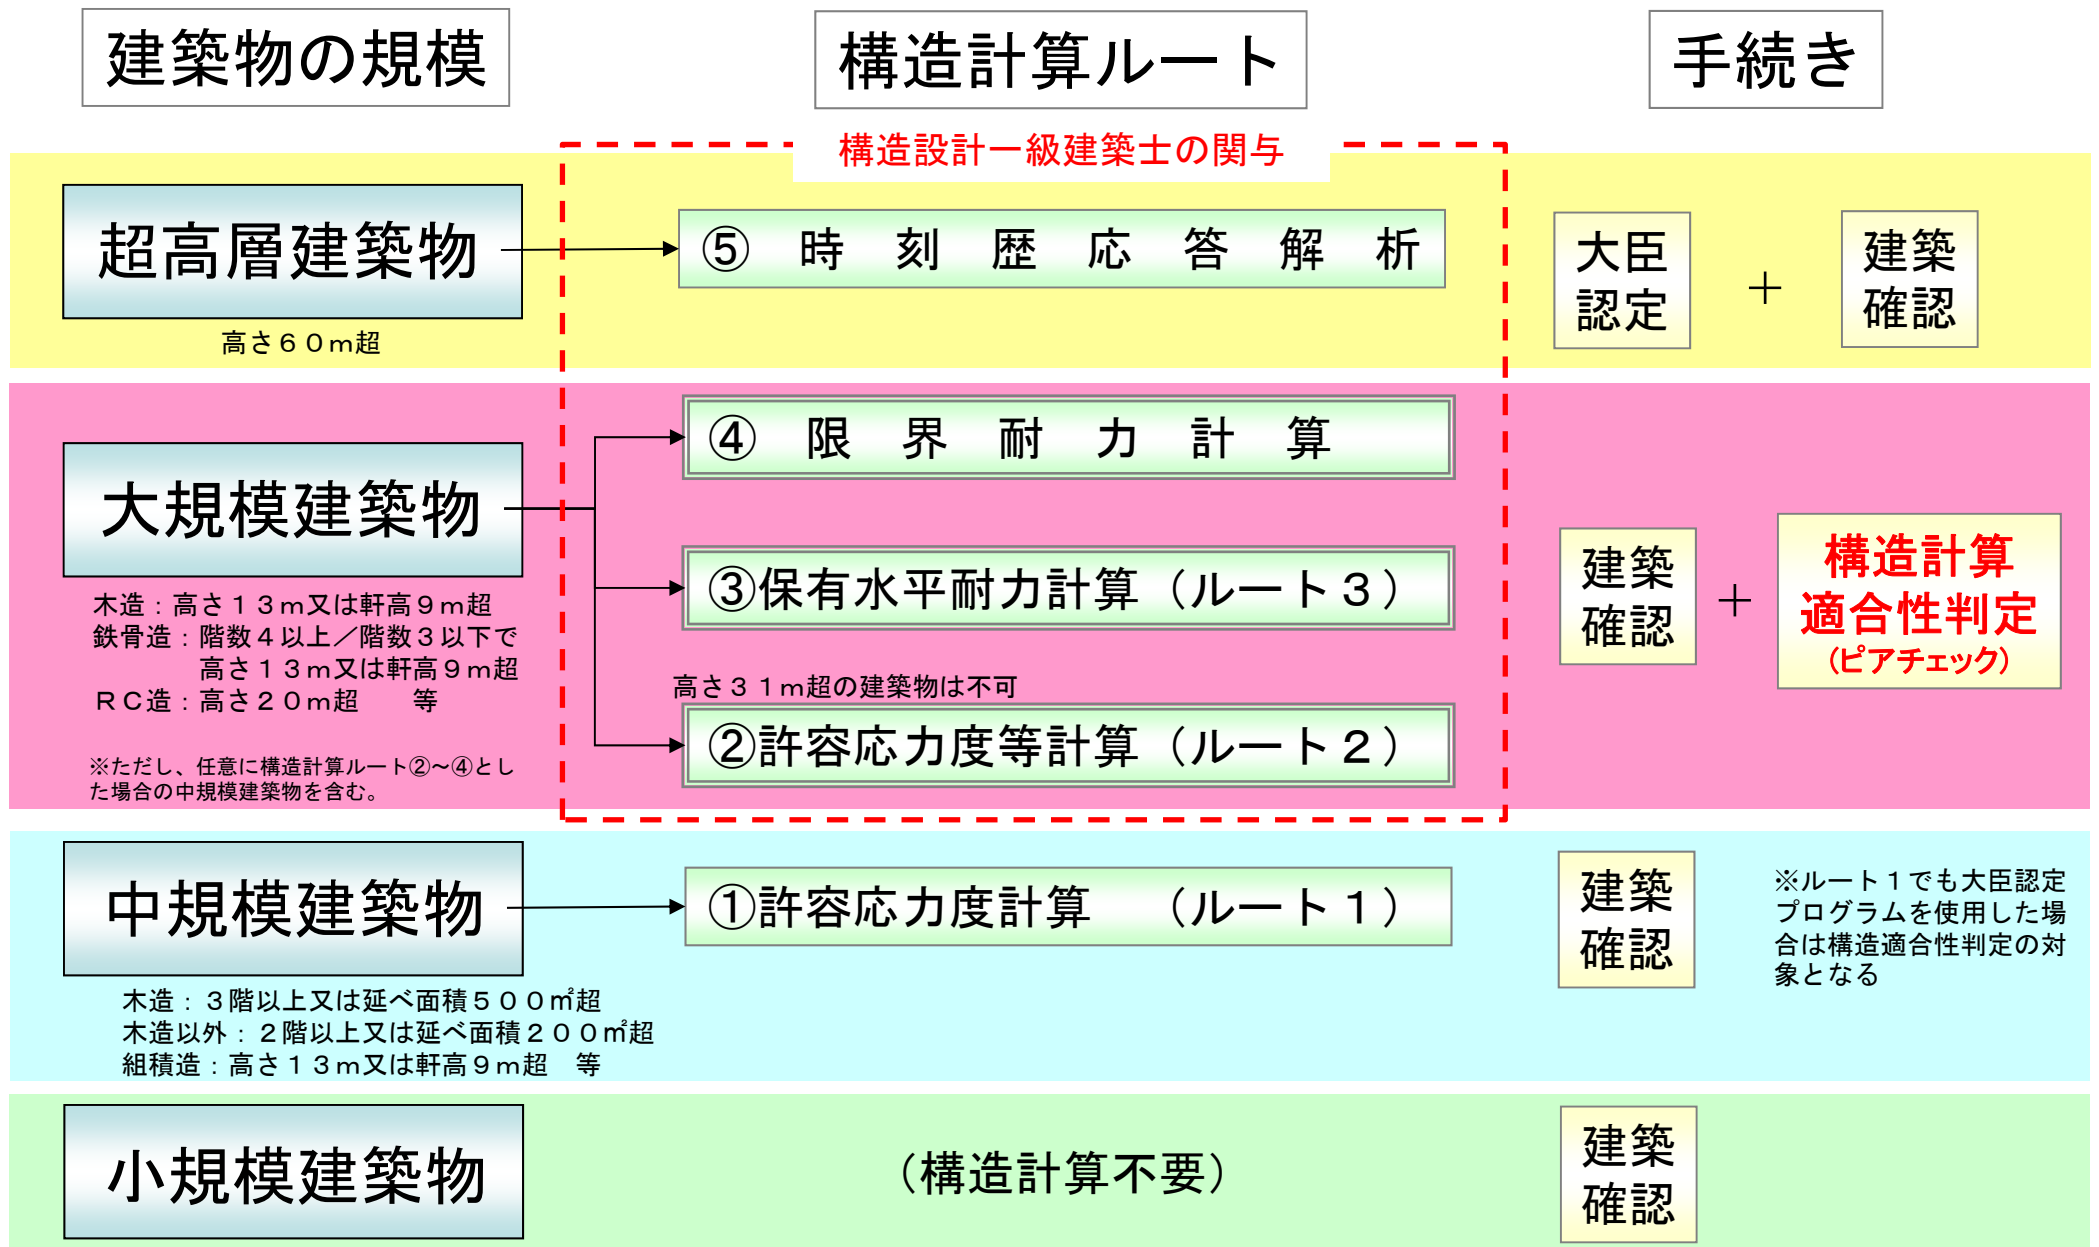 建築物の規模
構造計算ルート
手続き
構造設計一級建築士の関与
超高層建築物
高さ６０ｍ超
⑤　時　刻　歴　応　答　解　析
大臣
認定
＋
建築
確認
大規模建築物
木造：高さ１３ｍ又は軒高９ｍ超
鉄骨造：階数４以上／階数３以下で
高さ１３ｍ又は軒高９ｍ超
ＲＣ造：高さ２０ｍ超　　等
※ただし、任意に構造計算ルート②～④とし
た場合の中規模建築物を含む。
④　限　界　耐　力　計　算
③保有水平耐力計算（ルート３）
高さ３１ｍ超の建築物は不可
②許容応力度等計算（ルート２）
建築
確認
＋
構造計算
適合性判定
（ピアチェック）
中規模建築物
木造：３階以上又は延べ面積５００㎡超
木造以外：２階以上又は延べ面積２００㎡超
組積造：高さ１３ｍ又は軒高９ｍ超　等
①許容応力度計算　（ルート１）
建築
確認
※ルート１でも大臣認定
プログラムを使用した場
合は構造適合性判定の対
象となる
小規模建築物
（構造計算不要）
建築
確認